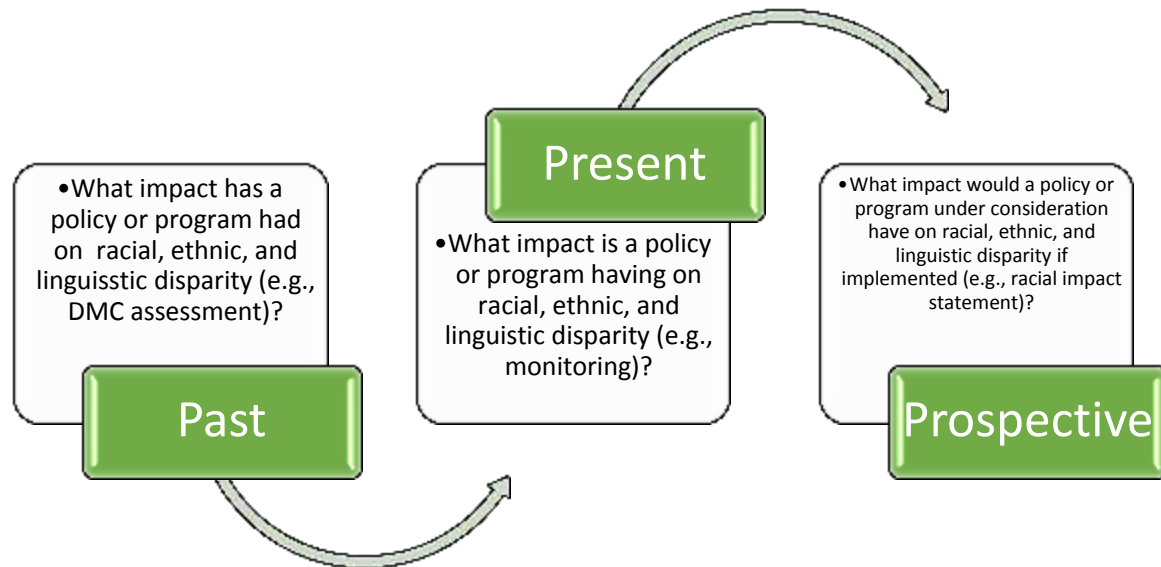 •What impact has a
policy or program had
on racial, ethnic, and
linguisstic disparity (e.g.,
DMC assessment)?
Past
Present
•What impact is a policy
or program having on
racial, ethnic, and
linguistic disparity (e.g.,
monitoring)?
•What impact would a policy or
program under consideration
have on racial, ethnic, and
linguistic disparity if
implemented (e.g., racial impact
statement)?
Prospective